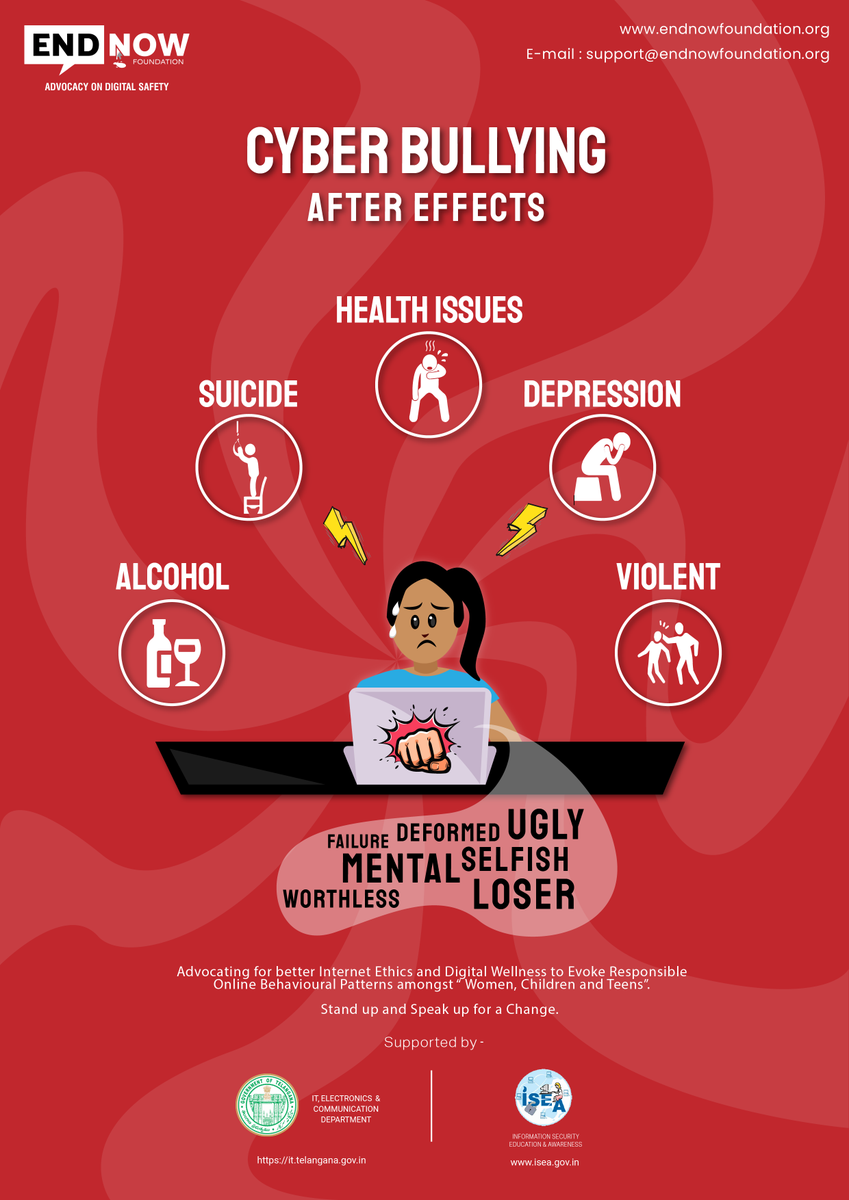 END NOW
FOUNDATION
ADVOCACY ON DIGITAL SAFETY
www.endnowfoundation.org
E-mail : support@endnowfoundation.org
CYBER BULLYING
AFTER EFFECTS
HEALTH ISSUES
SUICIDE
DEPRESSION
ALCOHOL
VIOLENT
FAILURE DEFORMED UGLY
MENTAL SELFISH
WORTHLESS LOSER
Advocating for better Internet Ethics and Digital Wellness to Evoke Responsible
Online Behavioural Patterns amongst “ Women, Children and Teens”.
Stand up and Speak up for a Change.
Supported by -
GOVERNMENT OF TELANGANA
IT, ELECTRONICS &
COMMUNICATION
DEPARTMENT
https://it.telangana.gov.in
iSEA
INFORMATION SECURITY
EDUCATION & AWARENESS
www.isea.gov.in